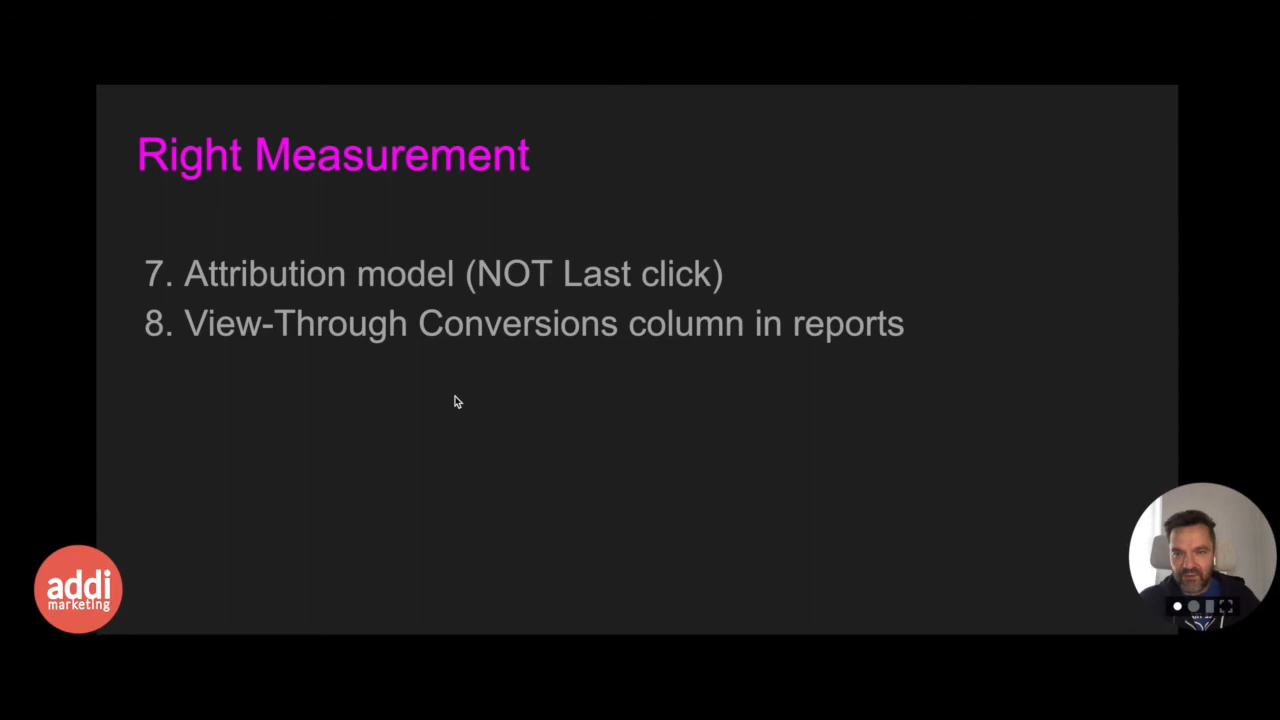 Right Measurement
7. Attribution model (NOT Last click)
8. View-Through Conversions column in reports
addi
marketing